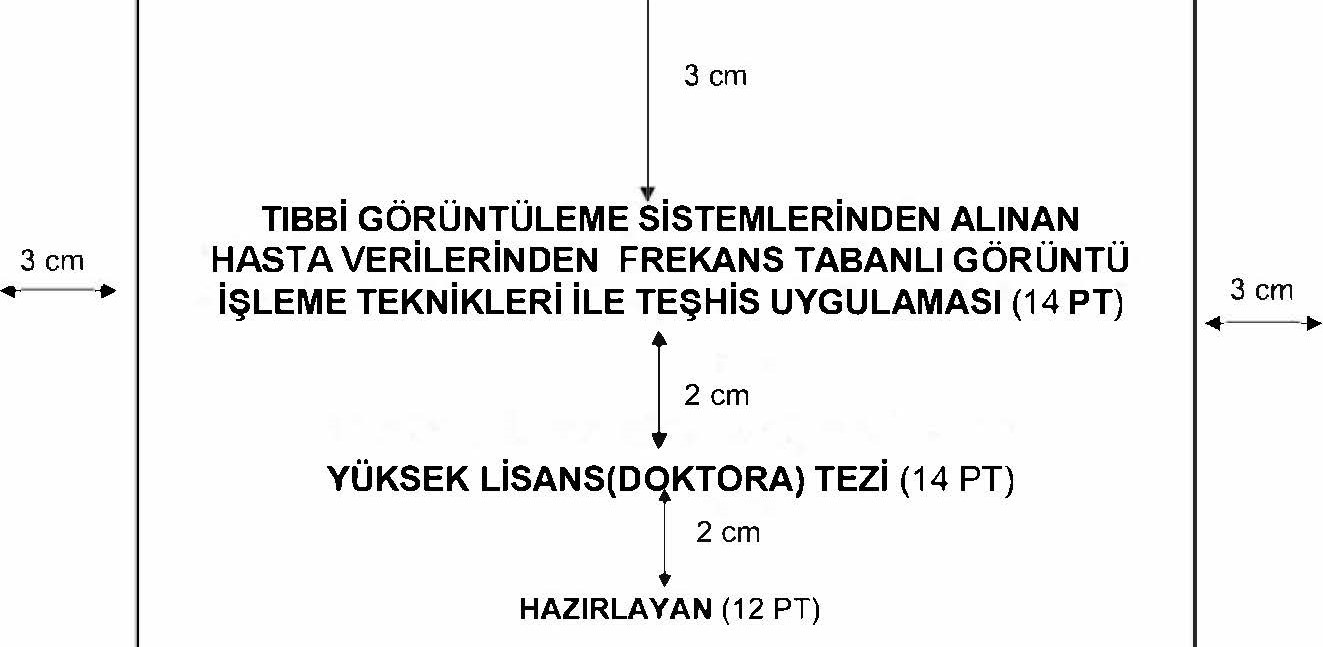 3 cm
TIBBİ GÖRÜNTÜLEME SİSTEMLERİNDEN ALINAN
HASTA VERİLERİNDEN FREKANS TABANLI GÖRÜNTÜ
İŞLEME TEKNİKLERİ İLE TEŞHİS UYGULAMASI (14 PT)
3 cm
3 cm
2 cm
YÜKSEK LİSANS(DOKTORA) TEZİ (14 PT)
2 cm
HAZIRLAYAN (12 PT)